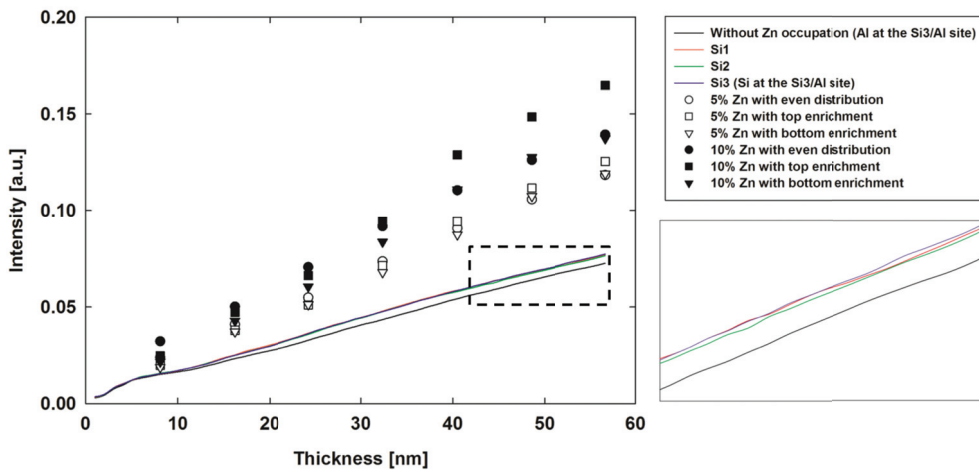 0.20
0.15
0.10
0.05
0.00
Intensity [a.u.]
0 10 20 30 40 50 60
Thickness [nm]
Without Zn occupation (Al at the Si3/Al site)
Si1
Si2
Si3 (Si at the Si3/Al site)
5% Zn with even distribution
5% Zn with top enrichment
5% Zn with bottom enrichment
10% Zn with even distribution
10% Zn with top enrichment
10% Zn with bottom enrichment